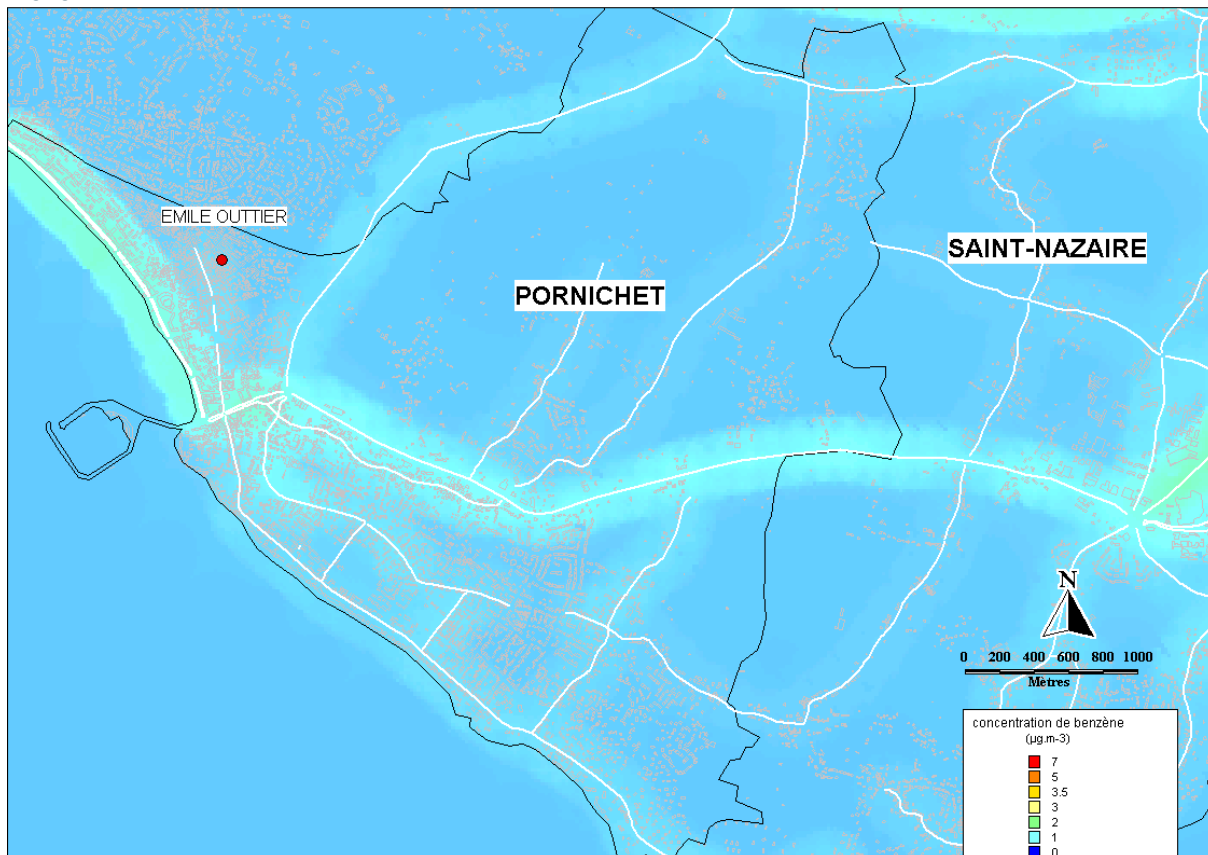 EMILE OUTTIER
SAINT-NAZAIRE
PORNICHET
N
0 200 400 600 800 1000
Mètres
concentration de benzène
(µg.m-3)
7
5
3.5
3
2
1
0